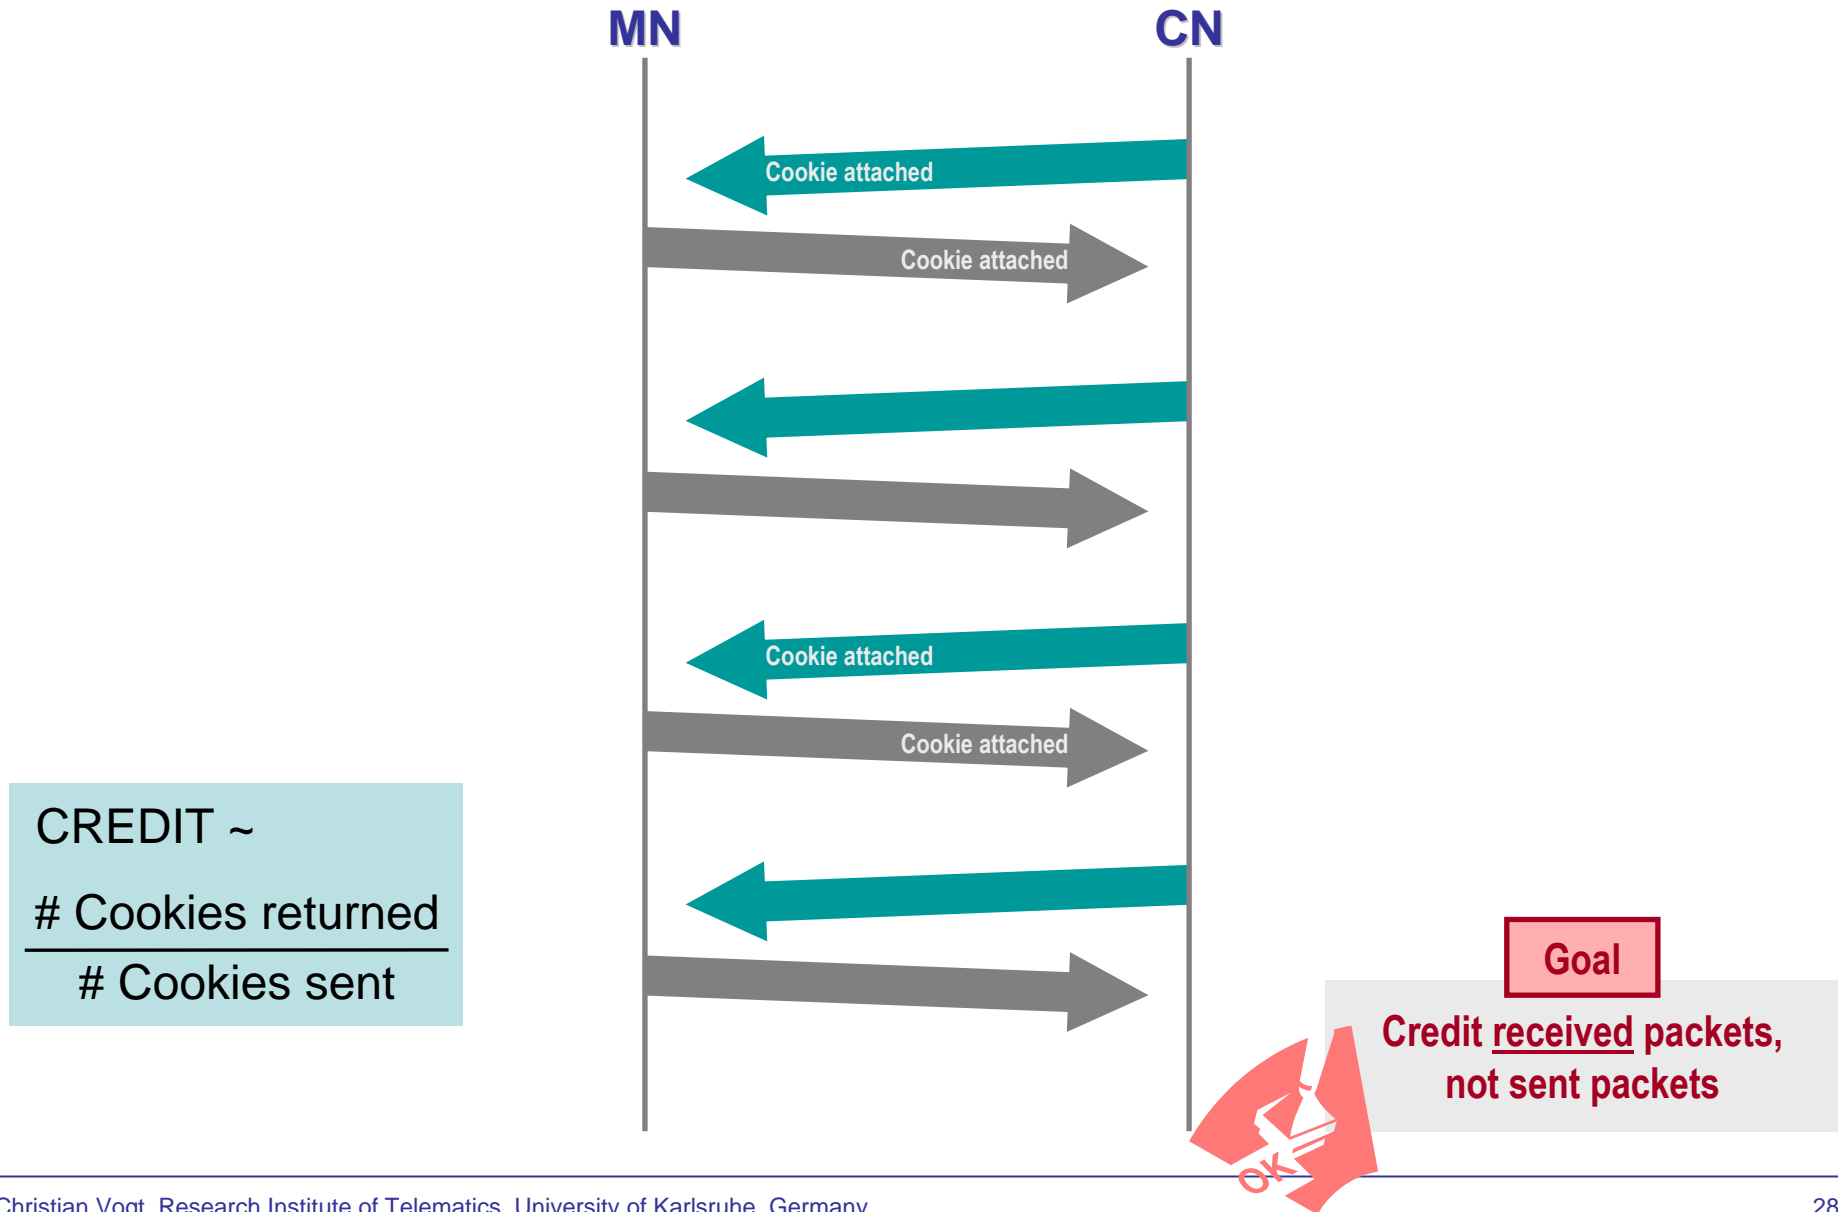 MN
CN
Cookie attached
Cookie attached
Cookie attached
Cookie attached
CREDIT ~
# Cookies returned
# Cookies sent
Goal
Credit received packets,
not sent packets
OK
Christian Vogt, Research Institute of Telematics, University of Karlsruhe, Germany
28